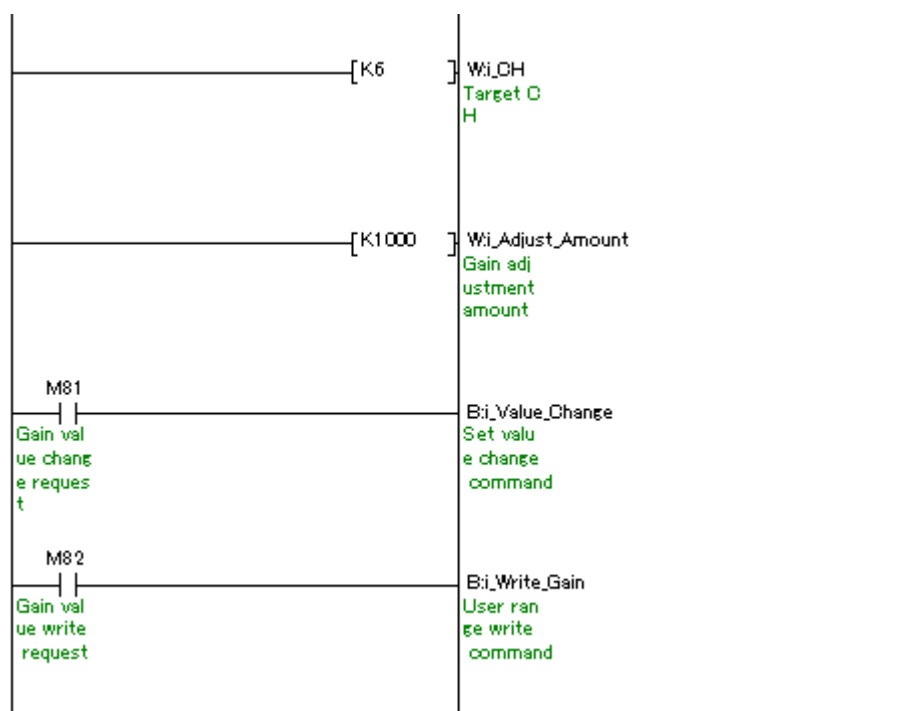 [K6 ] W:i_CH
Target C
H
[K1000 ] W:i_Adjust_Amount
Gain adj
ustment
amount
M81
B:i_Value_Change
Gain val
ue chang
e reques
t
Set valu
e change
command
M82
B:i_Write_Gain
Gain val
ue write
request
User ran
ge write
command